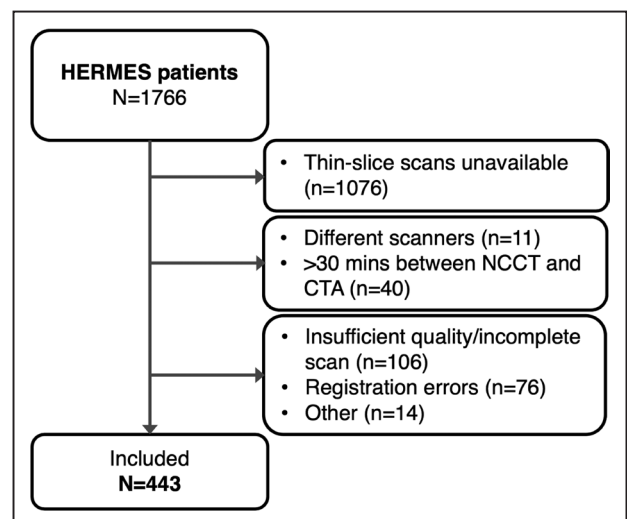 HERMES patients
N=1766
• Thin-slice scans unavailable
(n=1076)
• Different scanners (n=11)
• >30 mins between NCCT and
CTA (n=40)
• Insufficient quality/incomplete
scan (n=106)
• Registration errors (n=76)
• Other (n=14)
Included
N=443